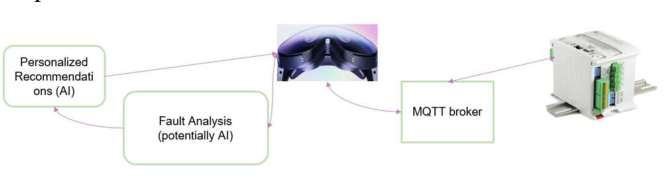 Personalized
Recommendati
ons (AI)
Fault Analysis
(potentially AI)
MQTT broker